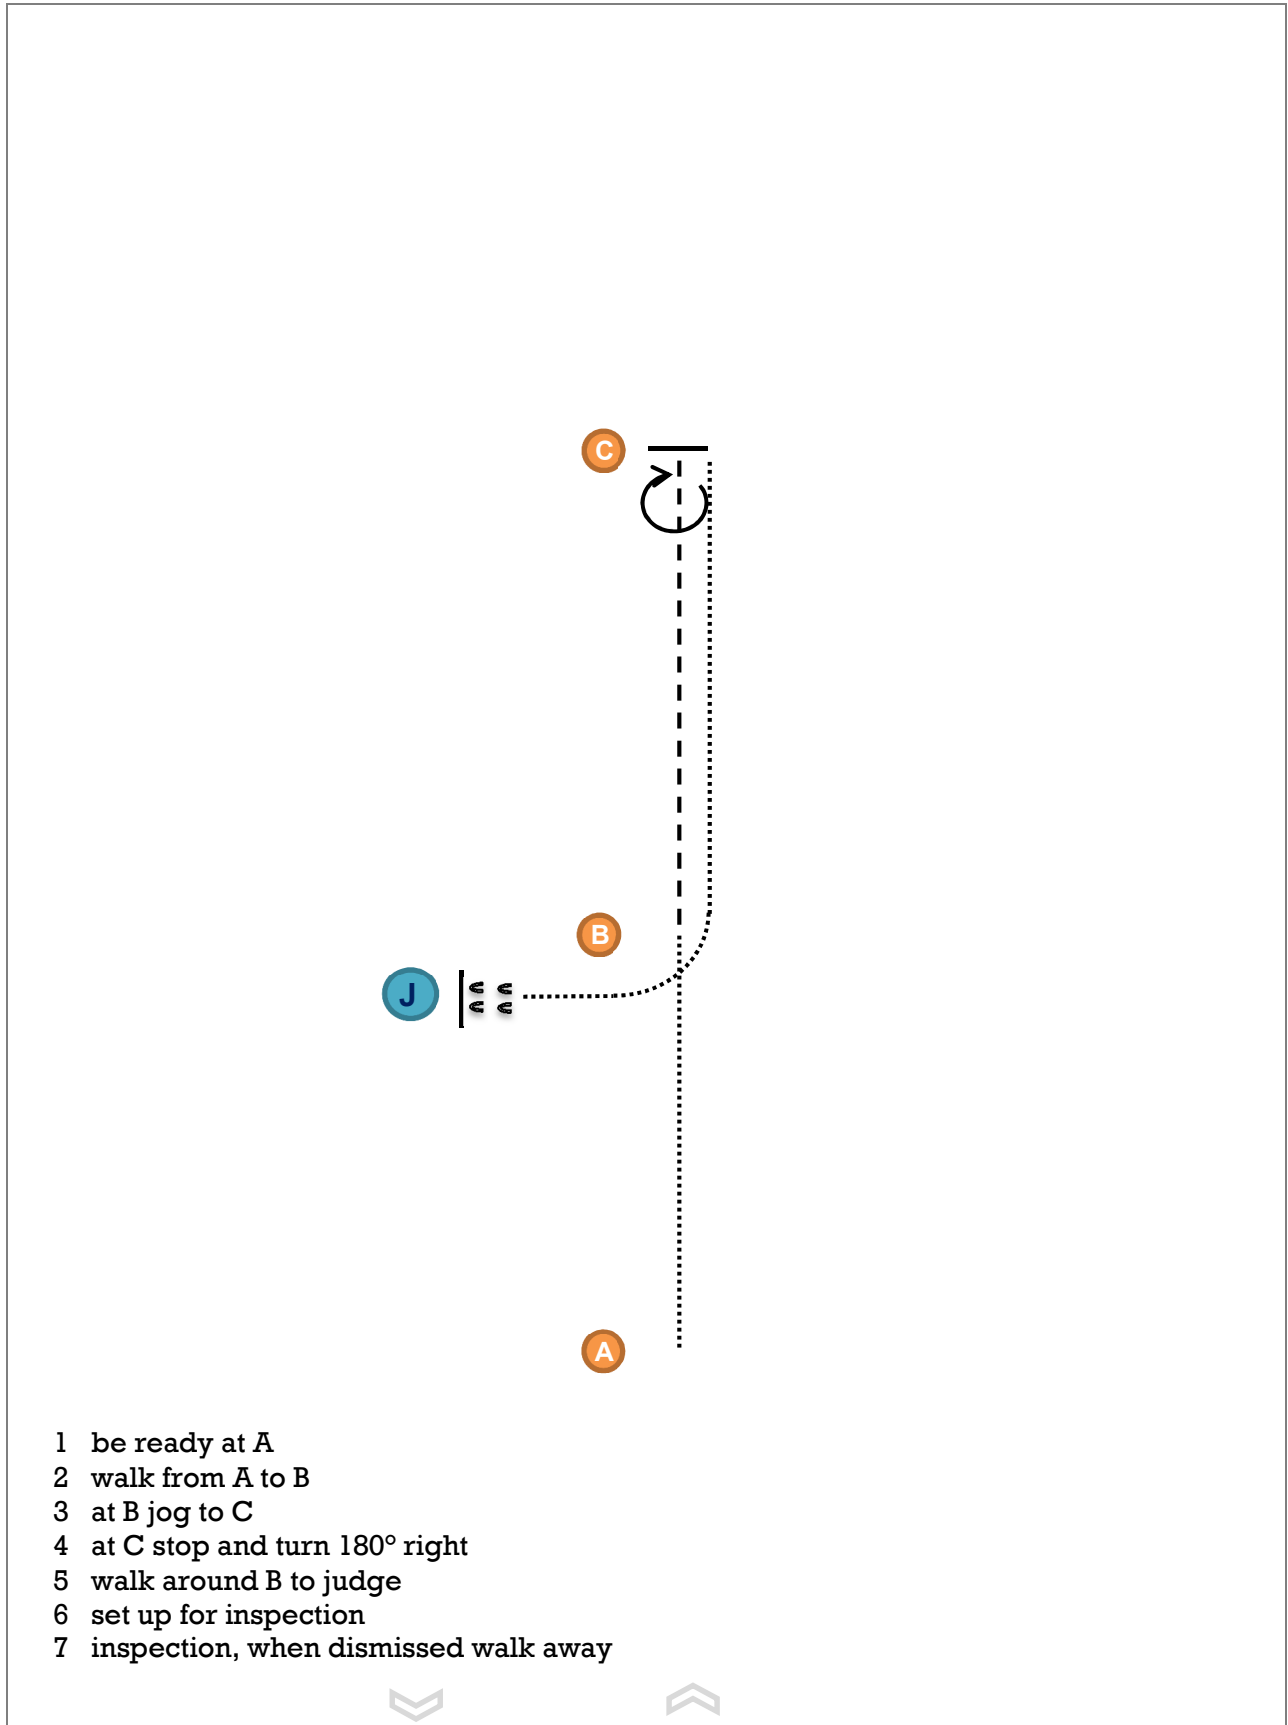 C
B
J
A
1 be ready at A
2 walk from A to B
3 at B jog to C
4 at C stop and turn 180° right
5 walk around B to judge
6 set up for inspection
7 inspection, when dismissed walk away